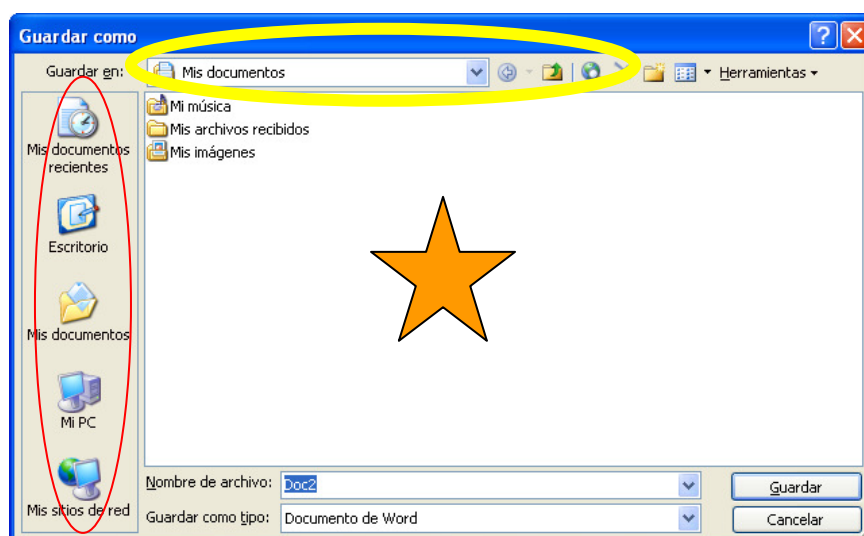 Guardar como
Guardar en:
Mis documentos
Herramientas
Mi música
Mis archivos recibidos
Mis imágenes
Mis documentos
recientes
Escritorio
Mis documentos
Mi PC
Mis sitios de red
Nombre de archivo: Doc2
Guardar
Guardar como tipo: Documento de Word
Cancelar